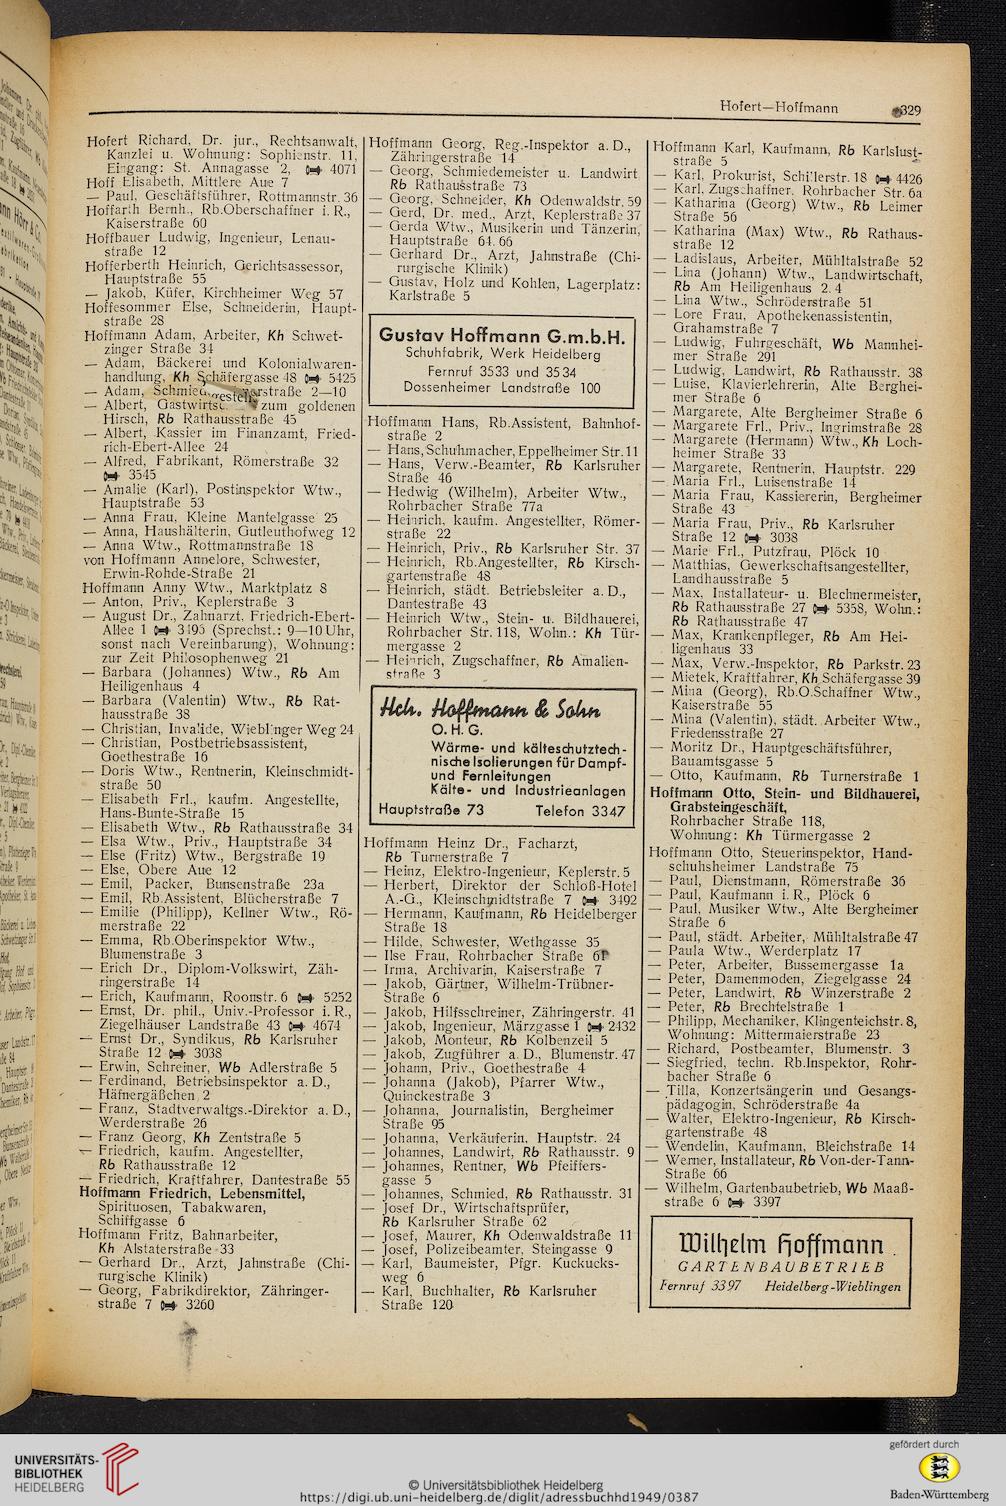 Hofert—Hoffmann 329
Hofert Richard, Dr. jur., Rechtsanwalt,
Kanzlei u. Wohnung: Sophienstr. 11,
Eingang: St. Annagasse 2, 4071
Hoff Elisabeth, Mittlere Aue 7
— Paul, Geschäftsführer, Rottmannstr. 36
Hoffarth Bernh., Rb.Oberschaffner i. R.,
Kaiserstraße 60
Hoffbauer Ludwig, Ingenieur, Lenau-
straße 12
Hofferberth Heinrich, Gerichtsassessor,
Hauptstraße 55
— Jakob, Küfer, Kirchheimer Weg 57
Hoffesommer Else, Schneiderin, Haupt-
straße 28
Hoffmann Adam, Arbeiter, Kh Schwet-
zinger Straße 34
— Adam, Bäckerei und Kolonialwaren-
handlung, Kh Schäfergasse 48 5425
— Adam, straße 2—10
— Albert, zum goldenen
Hirsch, Rb Rathausstraße 45
— Albert, Kassier im Finanzamt, Fried-
rich-Ebert-Allee 24
— Alfred, Fabrikant, Römerstraße 32
3545
— Amalie (Karl), Postinspektor Wtw.,
Hauptstraße 53
— Anna Frau, Kleine Mantelgasse 25
— Anna, Haushälterin, Gutleuthofweg 12
— Anna Wtw., Rottmannstraße 18
von Hoffmann Annelore, Schwester,
Erwin-Rohde-Straße 21
Hoffmann Anny Wtw., Marktplatz 8
— Anton, Priv., Keplerstraße 3
— August Dr., Zahnarzt, Friedrich-Ebert-
Allee 1 3495 (Sprechst.: 9—10 Uhr,
sonst nach Vereinbarung), Wohnung:
zur Zeit Philosophenweg 21
— Barbara (Johannes) Wtw., Rb Am
Heiligenhaus 4
— Barbara (Valentin) Wtw., Rb Rat-
hausstraße 38
— Christian, Invalide, Wieblinger Weg 24
— Christian, Postbetriebsassistent,
Goethestraße 16
— Doris Wtw., Rentnerin, Kleinschmidt-
straße 50
— Elisabeth Frl., kaufm. Angestellte,
Hans-Bunte-Straße 15
— Elisabeth Wtw., Rb Rathausstraße 34
— Elsa Wtw., Priv., Hauptstraße 34
— Else (Fritz) Wtw., Bergstraße 19
— Else, Obere Aue 12
— Emil, Packer, Bunsenstraße 23a
— Emil, Rb.Assistent, Blücherstraße 7
— Emilie (Philipp), Kellner Wtw., Rö-
merstraße 22
— Emma, Rb.Oberinspektor Wtw.,
Blumenstraße 3
— Erich Dr., Diplom-Volkswirt, Zäh-
ringerstraße 14
— Erich, Kaufmann, Roonstr. 6 5252
— Ernst, Dr. phil., Univ.-Professor i. R.,
Ziegelhäuser Landstraße 43 4674
— Ernst Dr., Syndikus, Rb Karlsruher
Straße 12 3038
— Erwin, Schreiner, Wb Adlerstraße 5
— Ferdinand, Betriebsinspektor a. D.,
Häfnergäßchen 2
— Franz, Stadtverwaltgs.-Direktor a. D.,
Werderstraße 26
— Franz Georg, Kh Zentstraße 5
— Friedrich, kaufm. Angestellter,
Rb Rathausstraße 12
— Friedrich, Kraftfahrer, Dantestraße 55
Hoffmann Friedrich, Lebensmittel,
Spirituosen, Tabakwaren,
Schiffgasse 6
Hoffmann Fritz, Bahnarbeiter,
Kh Alstaterstraße 33
— Gerhard Dr., Arzt, Jahnstraße (Chi-
rurgische Klinik)
— Georg, Fabrikdirektor, Zähringer-
straße 7 3260
Hoffmann Georg, Reg.-Inspektor a. D.,
Zähringerstraße 14
— Georg, Schmiedemeister u. Landwirt
Rb Rathausstraße 73
— Georg, Schneider, Kh Odenwaldstr. 59
— Gerd, Dr. med., Arzt, Keplerstraße 37
— Gerda Wtw., Musikerin und Tänzerin,
Hauptstraße 64. 66
— Gerhard Dr., Arzt, Jahnstraße (Chi-
rurgische Klinik)
— Gustav, Holz und Kohlen, Lagerplatz:
Karlstraße 5
Gustav Hoffmann G.m.b.H.
Schuhfabrik, Werk Heidelberg
Fernruf 3533 und 3534
Dossenheimer Landstraße 100
Hoffmann Hans, Rb.Assistent, Bahnhof-
straße 2
— Hans, Schuhmacher, Eppelheimer Str. 11
— Hans, Verw.-Beamter, Rb Karlsruher
Straße 46
— Hedwig (Wilhelm), Arbeiter Wtw.,
Rohrbacher Straße 77a
— Heinrich, kaufm. Angestellter, Römer-
straße 22
— Heinrich, Priv., Rb Karlsruher Str. 37
— Heinrich, Rb.Angestellter, Rb Kirsch-
gartenstraße 48
— Heinrich, städt. Betriebsleiter a. D.,
Dantestraße 43
— Heinrich Wtw., Stein- u. Bildhauerei,
Rohrbacher Str. 118, Wohn.: Kh Tür-
mergasse 2
— Heinrich, Zugschaffner, Rb Amalien-
straße 3
Hch. Hoffmann & Sohn
O. H. G.
Wärme- und kälteschutztech-
nische Isolierungen für Dampf-
und Fernleitungen
Kälte- und Industrieanlagen
Hauptstraße 73 Telefon 3347
Hoffmann Heinz Dr., Facharzt,
Rb Turnerstraße 7
— Heinz, Elektro-Ingenieur, Keplerstr. 5
— Herbert, Direktor der Schloß-Hotel
A.-G., Kleinschmidtstraße 7 3492
— Hermann, Kaufmann, Rb Heidelberger
Straße 18
— Hilde, Schwester, Wethgasse 35
— Ilse Frau, Rohrbacher Straße
— Irma, Archivarin, Kaiserstraße 7
— Jakob, Gärtner, Wilhelm-Trübner-
Straße 6
— Jakob, Hilfsschreiner, Zähringerstr. 41
— Jakob, Ingenieur, Märzgasse 1 2432
— Jakob, Monteur, Rb Kolbenzeil 5
— Jakob, Zugführer a. D., Blumenstr. 47
— Johann, Priv., Goethestraße 4
— Johanna (Jakob), Pfarrer Wtw.,
Quinckestraße 3
— Johanna, Journalistin, Bergheimer
Straße 95
— Johanna, Verkäuferin, Hauptstr. 24
— Johannes, Landwirt, Rb Rathausstr. 9
— Johannes, Rentner, Wb Pfeiffers-
gasse 5
— Johannes, Schmied, Rb Rathausstr. 31
— Josef Dr., Wirtschaftsprüfer,
Rb Karlsruher Straße 62
— Josef, Maurer, Kh Odenwaldstraße 11
— Josef, Polizeibeamter, Steingasse 9
— Karl, Baumeister, Pfgr. Kuckucks-
weg 6
— Karl, Buchhalter, Rb Karlsruher
Straße 120
Hoffmann Karl, Kaufmann, Rb Karlslust-
straße 5
— Karl, Prokurist, Schillerstr. 18 4426
— Karl, Zugschaffner, Rohrbacher Str. 6a
— Katharina (Georg) Wtw., Rb Leimer
Straße 56
— Katharina (Max) Wtw., Rb Rathaus-
straße 12
— Ladislaus, Arbeiter, Mühltalstraße 52
— Lina (Johann) Wtw., Landwirtschaft,
Rb Am Heiligenhaus 2. 4
— Lina Wtw., Schröderstraße 51
— Lore Frau, Apothekenassistentin,
Grahamstraße 7
— Ludwig, Fuhrgeschäft, Wb Mannhei-
mer Straße 291
— Ludwig, Landwirt, Rb Rathausstr. 38
— Luise, Klavierlehrerin, Alte Berghei-
mer Straße 6
— Margarete, Alte Bergheimer Straße 6
— Margarete Frl., Priv., Ingrimstraße 28
— Margarete (Hermann) Wtw., Kh Loch-
heimer Straße 33
— Margarete, Rentnerin, Hauptstr. 229
— Maria Frl., Luisenstraße 14
— Maria Frau, Kassiererin, Bergheimer
Straße 43
— Maria Frau, Priv., Rb Karlsruher
Straße 12 3038
— Marie Frl., Putzfrau, Plöck 10
— Matthias, Gewerkschaftsangestellter,
Landhausstraße 5
— Max, Installateur- u. Blechnermeister,
Rb Rathausstraße 27 5358, Wohn.:
Rb Rathausstraße 47
— Max, Krankenpfleger, Rb Am Hei-
ligenhaus 33
— Max, Verw.-Inspektor, Rb Parkstr. 23
— Mietek, Kraftfahrer, Kh Schäfergasse 39
— Mina (Georg), Rb.O.Schaffner Wtw.,
Kaiserstraße 55
— Mina (Valentin), städt. Arbeiter Wtw.,
Friedensstraße 27
— Moritz Dr., Hauptgeschäftsführer,
Bauamtsgasse 5
— Otto, Kaufmann, Rb Turnerstraße 1
Hoffmann Otto, Stein- und Bildhauerei,
Grabsteingeschäft,
Rohrbacher Straße 118,
Wohnung: Kh Türmergasse 2
Hoffmann Otto, Steuerinspektor, Hand-
schuhsheimer Landstraße 75
— Paul, Dienstmann, Römerstraße 36
— Paul, Kaufmann i. R., Plöck 6
— Paul, Musiker Wtw., Alte Bergheimer
Straße 6
— Paul, städt. Arbeiter, Mühltalstraße 47
— Paula Wtw., Werderplatz 17
— Peter, Arbeiter, Bussemergasse 1a
— Peter, Damenmoden, Ziegelgasse 24
— Peter, Landwirt, Rb Winzerstraße 2
— Peter, Rb Brechtelstraße 1
— Philipp, Mechaniker, Klingenteichstr. 8,
Wohnung: Mittermaierstraße 23
— Richard, Postbeamter, Blumenstr. 3
— Siegfried, techn. Rb.Inspektor, Rohr-
bacher Straße 6
— Tilla, Konzertsängerin und Gesangs-
pädagogin, Schröderstraße 4a
— Walter, Elektro-Ingenieur, Rb Kirsch-
gartenstraße 48
— Wendelin, Kaufmann, Bleichstraße 14
— Werner, Installateur, Rb Von-der-Tann-
Straße 66
— Wilhelm, Gartenbaubetrieb, Wb Maaß-
straße 6 3397
Wilhelm Hoffmann
GARTENBAUBETRIEB
Fernruf 3397 Heidelberg-Wieblingen
UNIVERSITÄTS-
BIBLIOTHEK
HEIDELBERG
© Universitätsbibliothek Heidelberg
https://digi.ub.uni-heidelberg.de/diglit/adressbuchhd1949/0387
gefördert durch
Baden-Württemberg